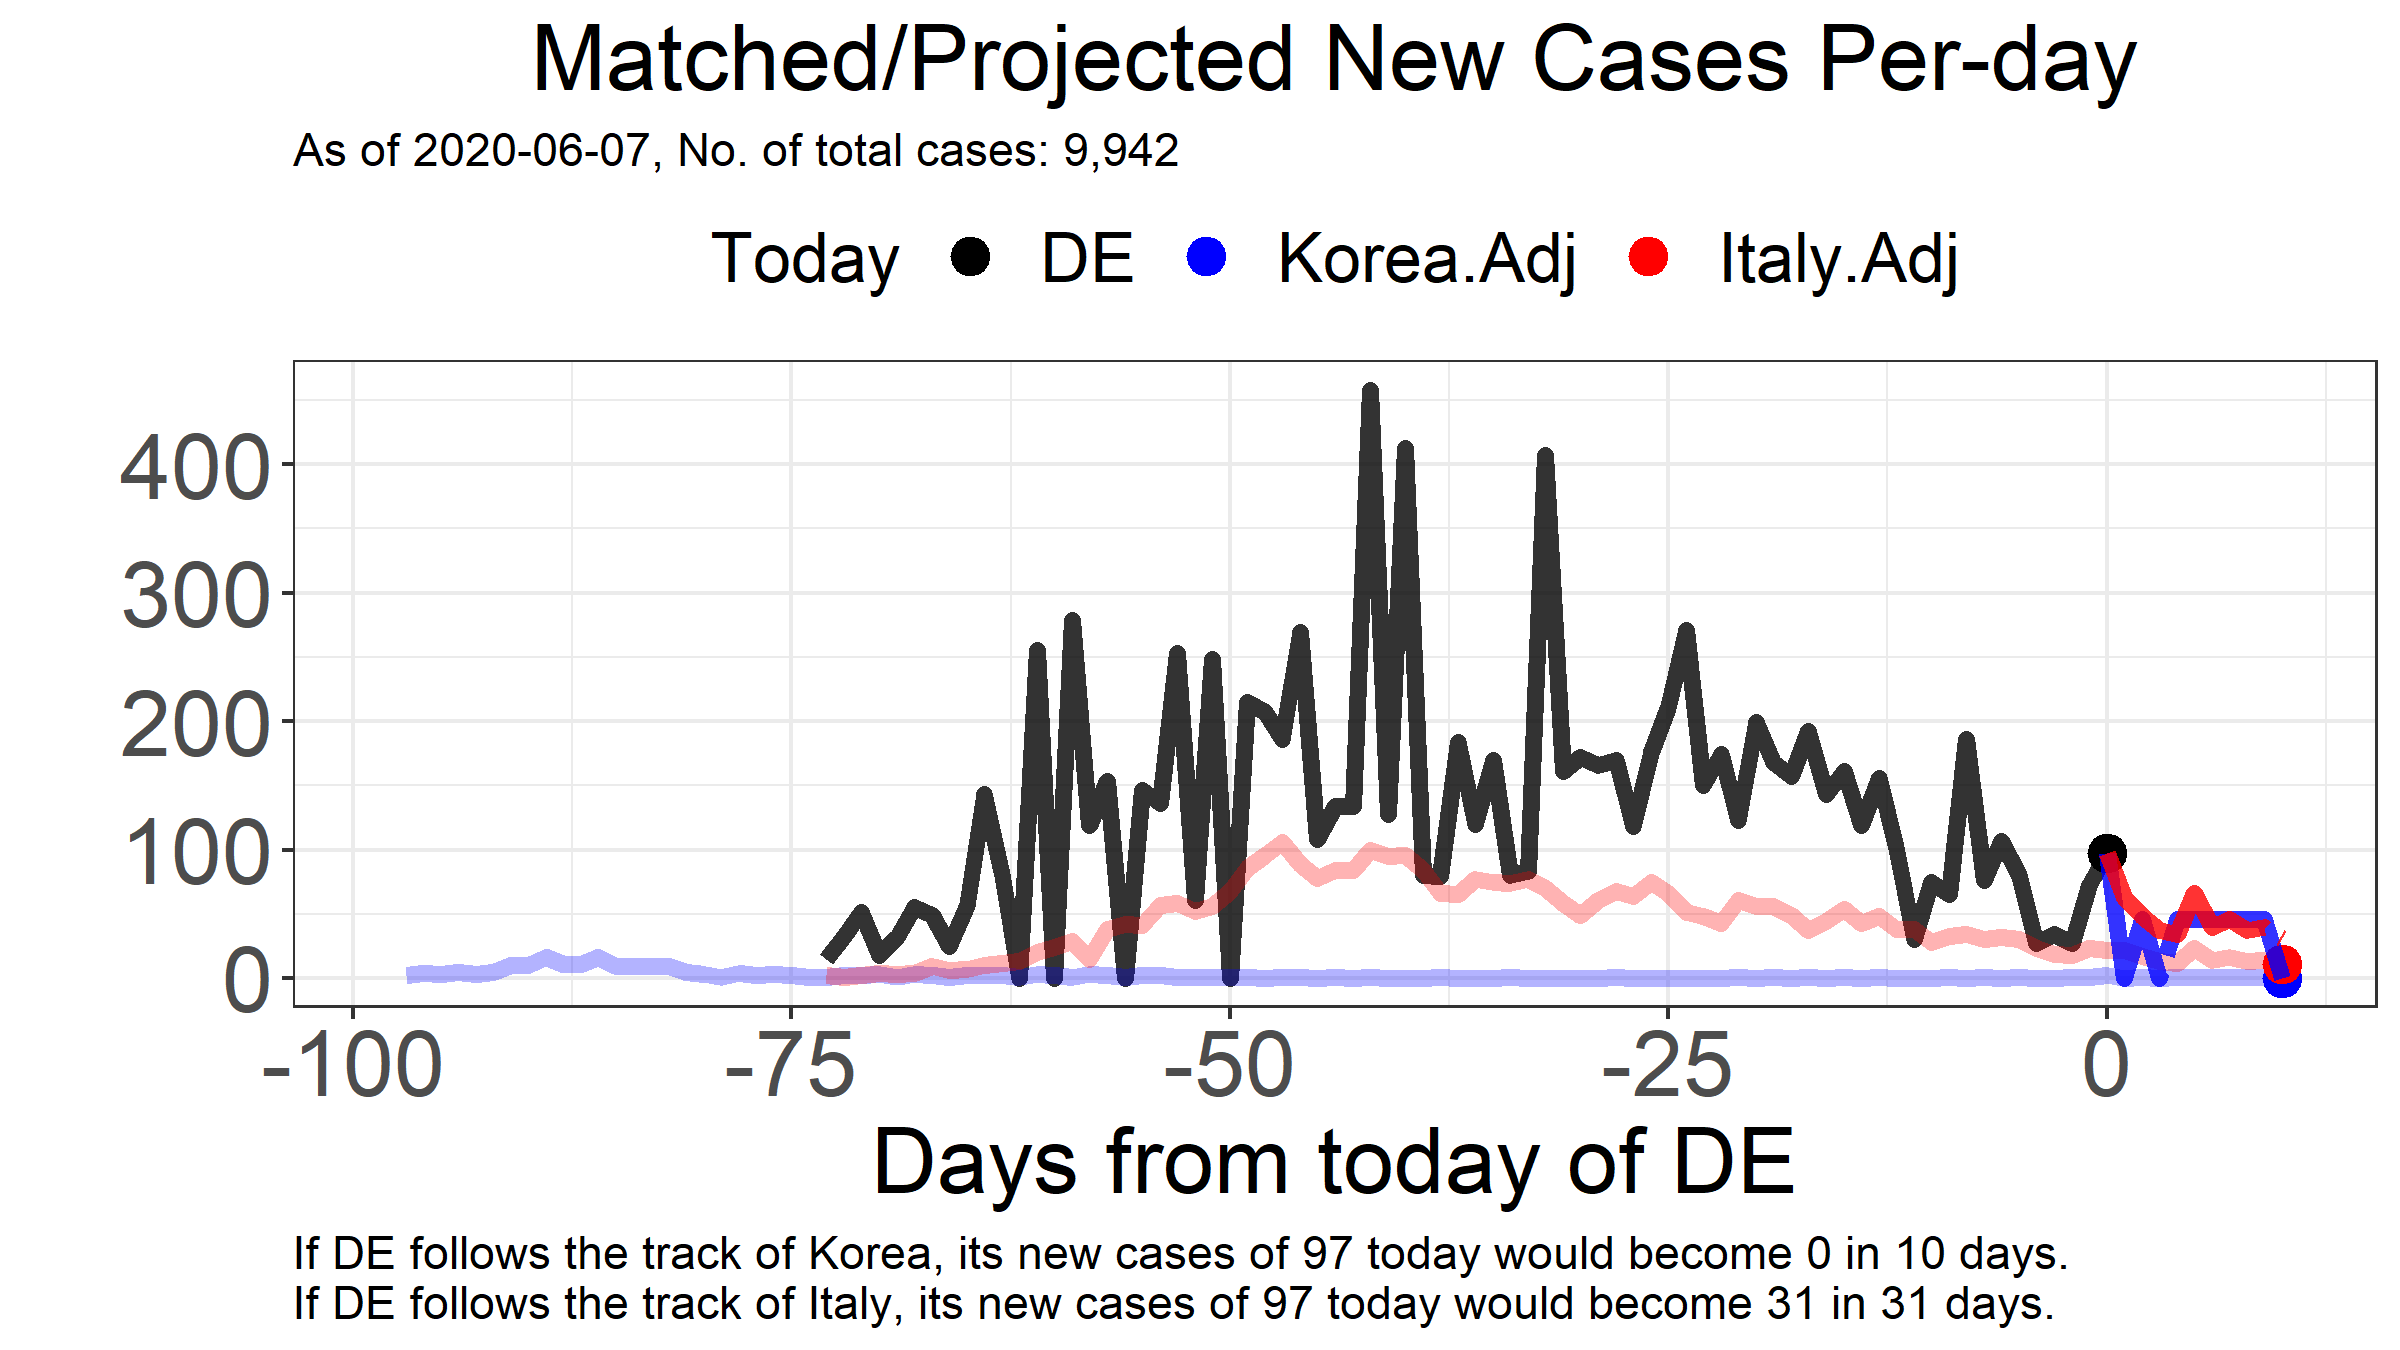 Matched/Projected New Cases Per-day
As of 2020-06-07, No. of total cases: 9,942
Today DE Korea.Adj Italy.Adj
400
300
200
100
0
-100 -75 -50 -25 0
Days from today of DE
If DE follows the track of Korea, its new cases of 97 today would become 0 in 10 days.
If DE follows the track of Italy, its new cases of 97 today would become 31 in 31 days.